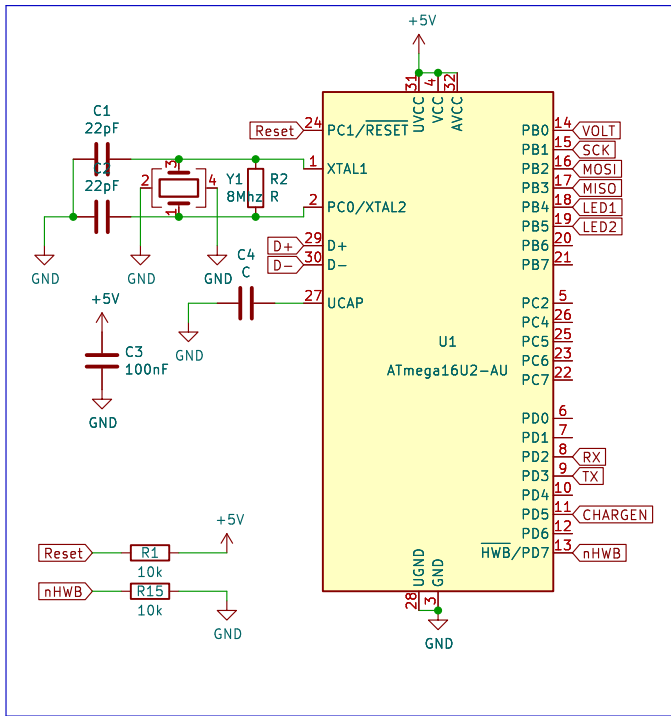 +5V
31
4
32
UVCC
VCC
AVCC
C1
22pF
C2
22pF
3
2
4
1
Y1
8Mhz
R2
R
Reset
24
PC1/RESET
1
XTAL1
2
PC0/XTAL2
D+
29
D+
D-
30
D-
C4
C
27
UCAP
GND
GND
GND
GND
+5V
C3
100nF
GND
U1
ATmega16U2-AU
PB0
14
VOLT
PB1
15
SCK
PB2
16
MOSI
PB3
17
MISO
PB4
18
LED1
PB5
19
LED2
PB6
20
PB7
21
PC2
5
PC4
26
PC5
25
PC6
23
PC7
22
PD0
6
PD1
7
PD2
8
RX
PD3
9
TX
PD4
10
PD5
11
CHARGEN
PD6
12
HWB/PD7
13
nHWB
UGND
GND
28
3
GND
+5V
Reset
R1
10k
nHWB
R15
10k
GND